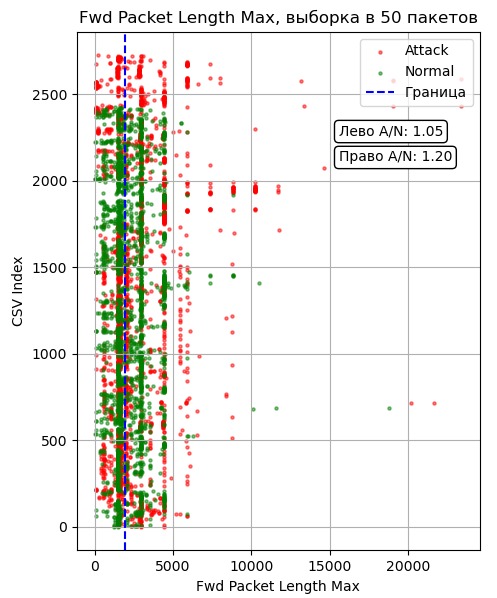 Fwd Packet Length Max, выборка в 50 пакетов
Attack
Normal
Граница
Лево A/N: 1.05
Право A/N: 1.20
CSV Index
2500
2000
1500
1000
500
0
0 5000 10000 15000 20000
Fwd Packet Length Max